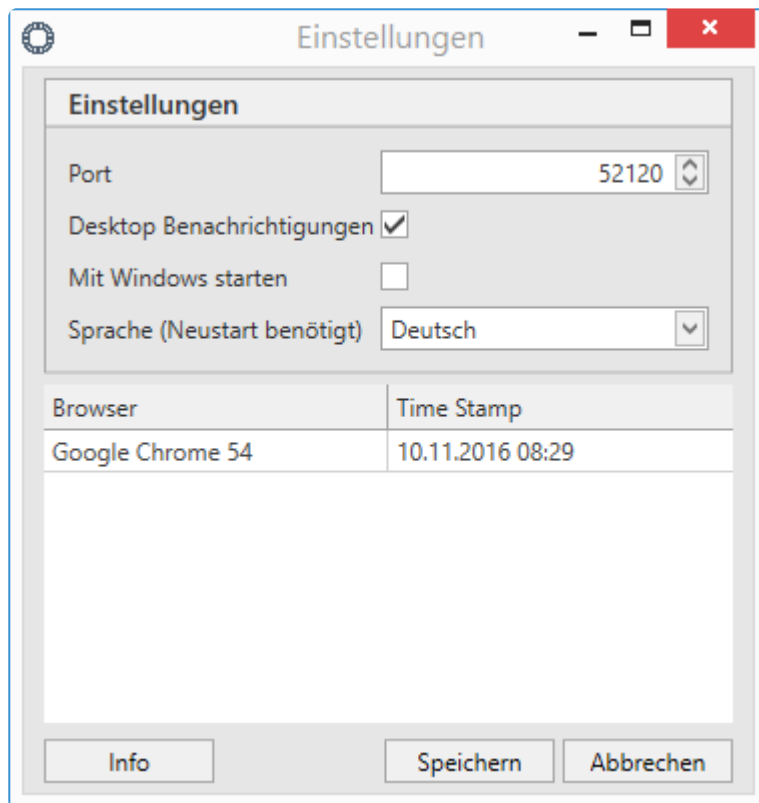 Einstellungen
Einstellungen
Port 52120
Desktop Benachrichtigungen
Mit Windows starten
Sprache (Neustart benötigt) Deutsch
Browser Time Stamp
Google Chrome 54 10.11.2016 08:29
Info Speichern Abbrechen